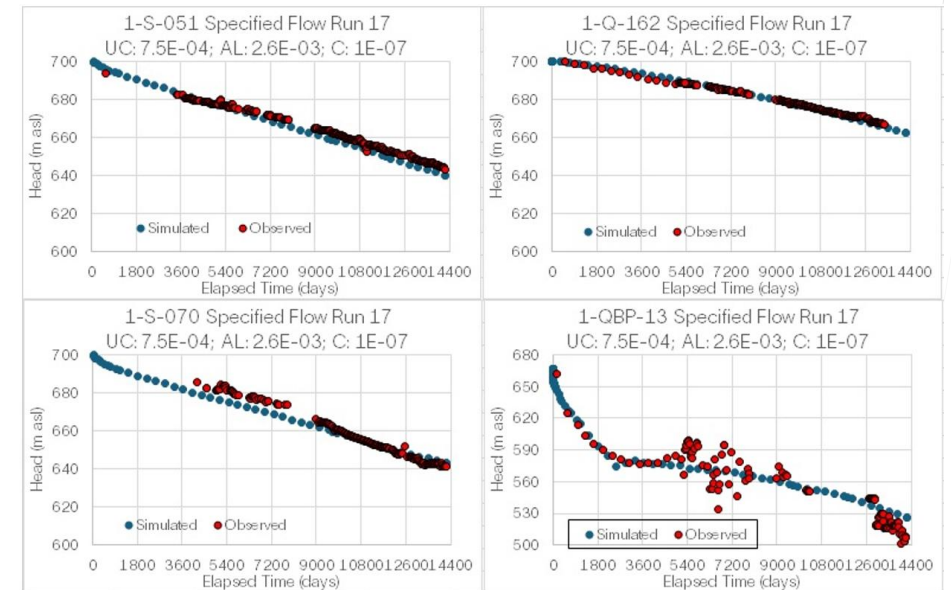 1-S-051 Specified Flow Run 17
UC: 7.5E-04; AL: 2.6E-03; C: 1E-07
700
680
660
640
620
600
Head (m asl)
Simulated
Observed
0 1800 3600 5400 7200 9000 10800 12600 14400
Elapsed Time (days)
1-Q-162 Specified Flow Run 17
UC: 7.5E-04; AL: 2.6E-03; C: 1E-07
700
680
660
640
620
600
Head (m asl)
Simulated
Observed
0 1800 3600 5400 7200 9000 10800 12600 14400
Elapsed Time (days)
1-S-070 Specified Flow Run 17
UC: 7.5E-04; AL: 2.6E-03; C: 1E-07
700
680
660
640
620
600
Head (m asl)
Simulated
Observed
0 1800 3600 5400 7200 9000 10800 12600 14400
Elapsed Time (days)
1-QBP-13 Specified Flow Run 17
UC: 7.5E-04; AL: 2.6E-03; C: 1E-07
680
650
620
590
560
530
500
Head (m asl)
Simulated
Observed
0 1800 3600 5400 7200 9000 10800 12600 14400
Elapsed Time (days)